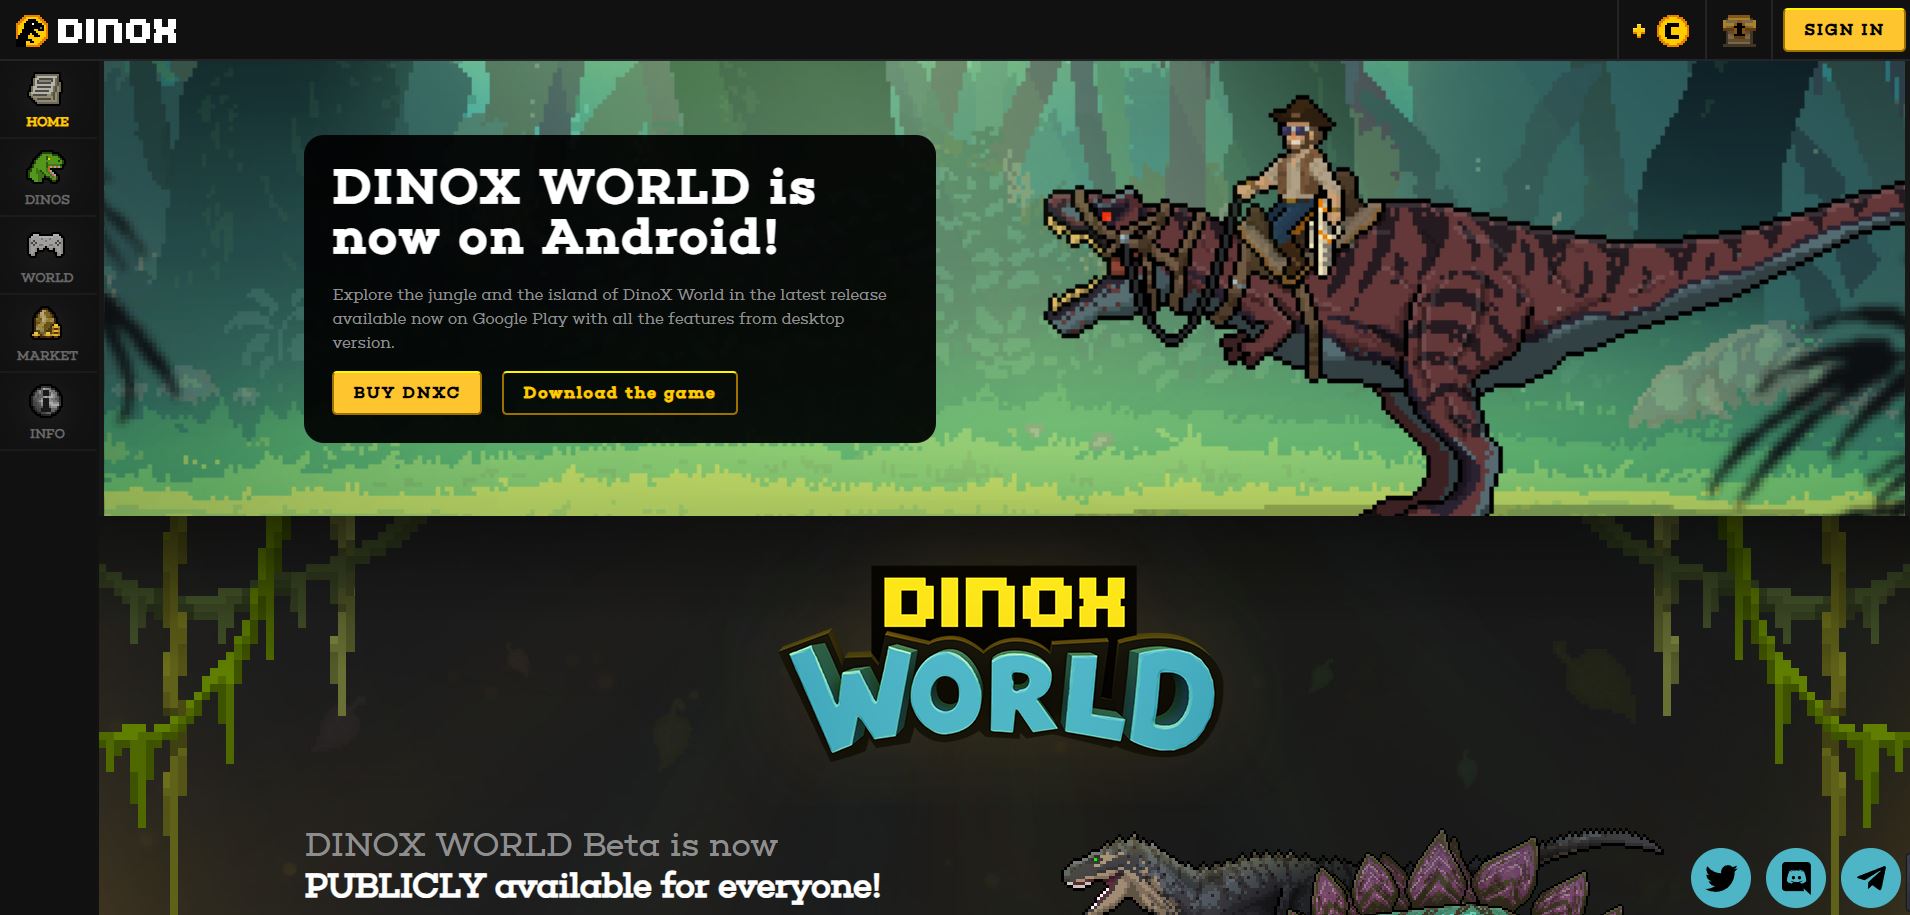 DINOX
C
SIGN IN
HOME
DINOS
WORLD
MARKET
INFO
DINOX WORLD is
now on Android!
Explore the jungle and the island of DinoX World in the latest release
available now on Google Play with all the features from desktop
version.
BUY DNXC
Download the game
DINOX
WORLD
DINOX WORLD Beta is now
PUBLICLY available for everyone!